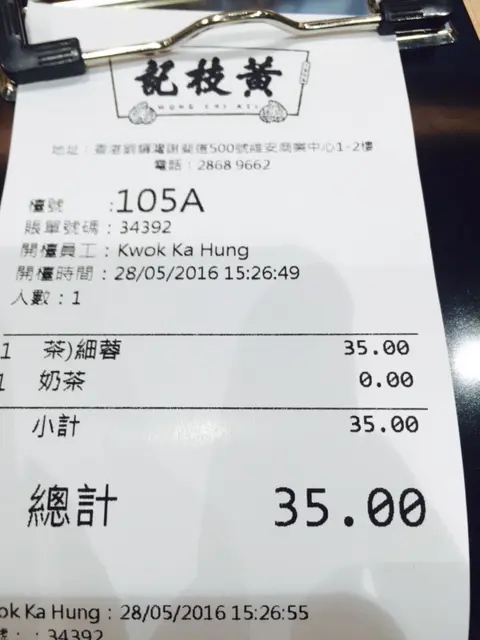 黃枝記
WONG CHI KEI
地址：香港銅鑼灣謝斐道500號維安商業中心1-2樓
電話：2868 9662
檯號 :105A
賬單號碼：34392
開檯員工：Kwok Ka Hung
開檯時間：28/05/2016 15:26:49
人數：1
1 茶)細蓉 35.00
1 奶茶 0.00
小計 35.00
總計 35.00
ok Ka Hung：28/05/2016 15:26:55
號：：34392